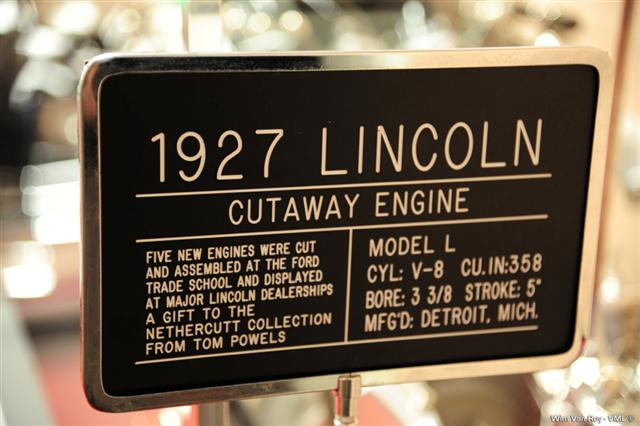 1927 LINCOLN
CUTAWAY ENGINE
FIVE NEW ENGINES WERE CUT
AND ASSEMBLED AT THE FORD
TRADE SCHOOL AND DISPLAYED
AT MAJOR LINCOLN DEALERSHIPS
A GIFT TO THE
NETHERCUTT COLLECTION
FROM TOM POWELS
MODEL L
CYL: V-8 CU.IN:358
BORE: 3 3/8 STROKE: 5"
MFG'D: DETROIT, MICH.
Wim Van Roy - VME ©